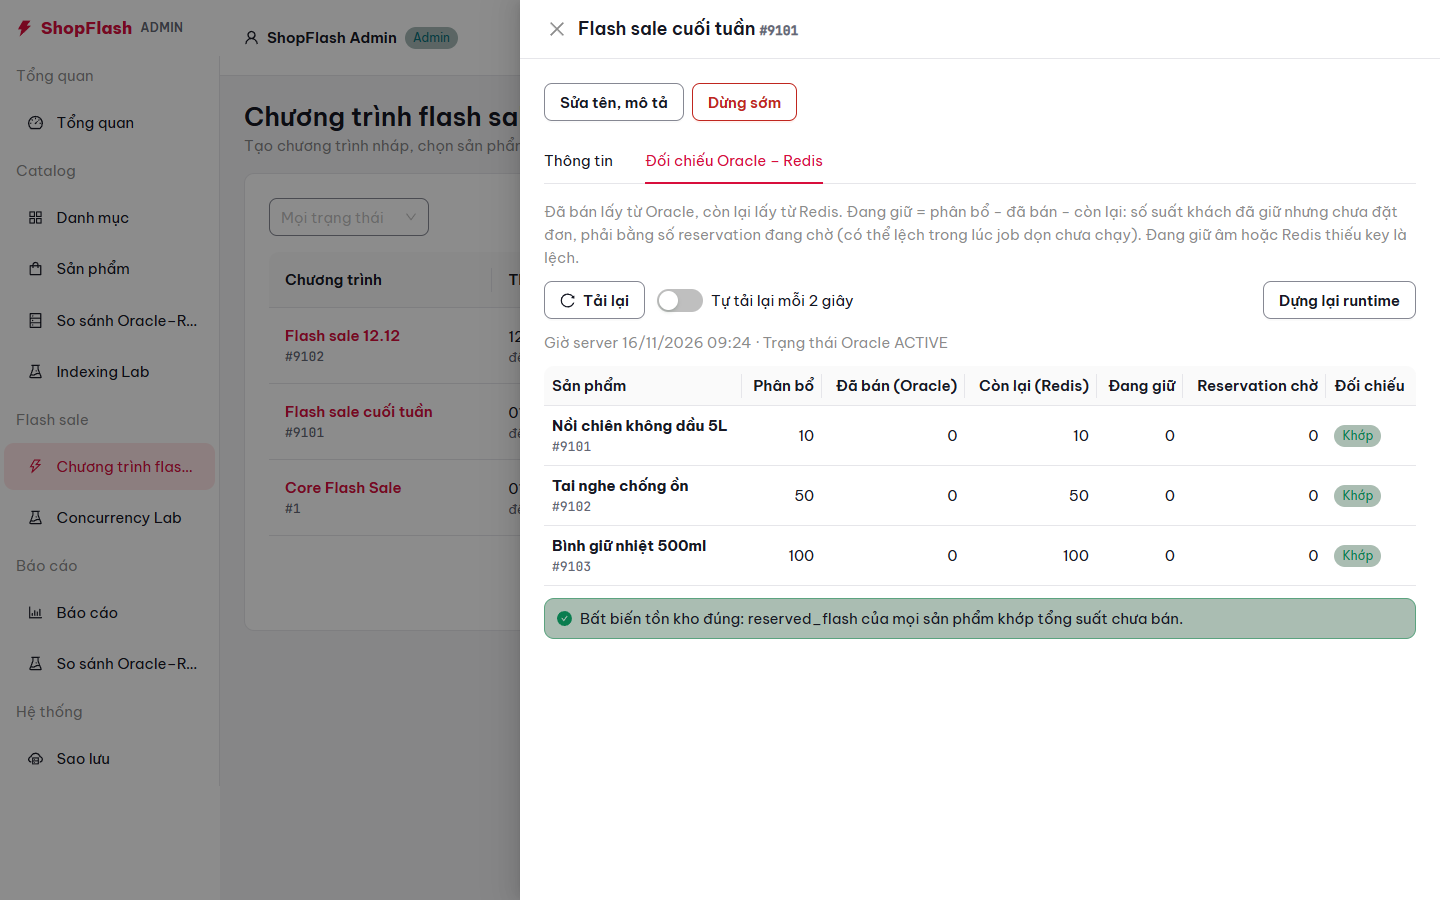 ShopFlash ADMIN
Tổng quan
Tổng quan
Catalog
Danh mục
Sản phẩm
So sánh Oracle–R...
Indexing Lab
Flash sale
Chương trình flas...
Concurrency Lab
Báo cáo
Báo cáo
So sánh Oracle–R...
Hệ thống
Sao lưu
ShopFlash Admin Admin
Chương trình flash sa
Tạo chương trình nháp, chọn sản phẩn
Mọi trạng thái
Chương trình
Flash sale 12.12 12
#9102
Flash sale cuối tuần
#9101
Core Flash Sale
#1
Flash sale cuối tuần #9101
Sửa tên, mô tả Dừng sớm
Thông tin Đối chiếu Oracle – Redis
Đã bán lấy từ Oracle, còn lại lấy từ Redis. Đang giữ = phân bổ - đã bán - còn lại: số suất khách đã giữ nhưng chưa đặt
đơn, phải bằng số reservation đang chờ (có thể lệch trong lúc job dọn chưa chạy). Đang giữ âm hoặc Redis thiếu key là
lệch.
Tải lại Tự tải lại mỗi 2 giây Dựng lại runtime
Giờ server 16/11/2026 09:24 · Trạng thái Oracle ACTIVE
Sản phẩm Phân bổ Đã bán (Oracle) Còn lại (Redis) Đang giữ Reservation chờ Đối chiếu
Nồi chiên không dầu 5L 10 0 10 0 0 Khớp
#9101
Tai nghe chống ồn 50 0 50 0 0 Khớp
#9102
Bình giữ nhiệt 500ml 100 0 100 0 0 Khớp
#9103
Bất biến tồn kho đúng: reserved_flash của mọi sản phẩm khớp tổng suất chưa bán.